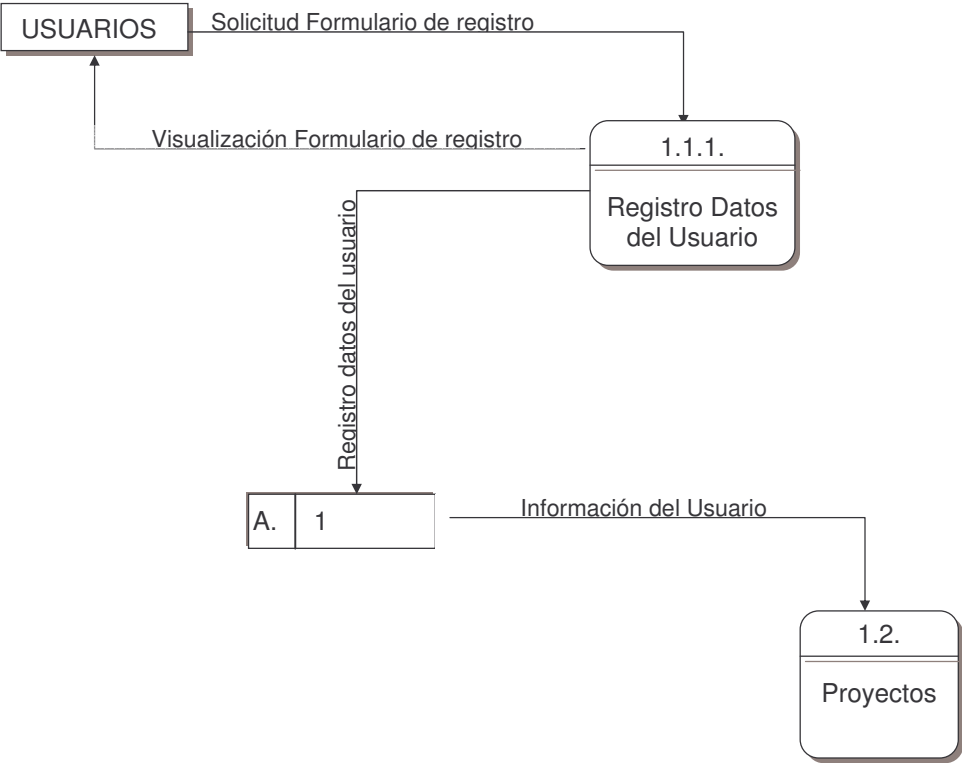 USUARIOS
Solicitud Formulario de registro
Visualización Formulario de registro
1.1.1.
Registro Datos
del Usuario
Registro datos del usuario
A. 1
Información del Usuario
1.2.
Proyectos